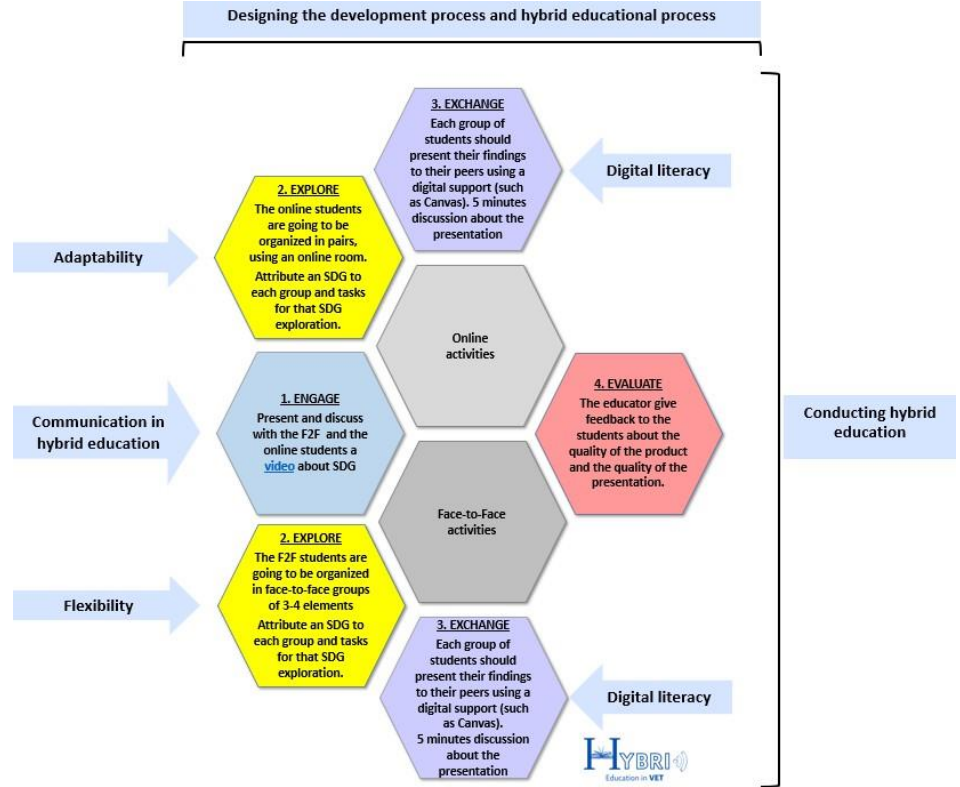 Designing the development process and hybrid educational process
3. EXCHANGE
Each group of
students should
present their findings
to their peers using a
digital support (such
as Canvas). 5 minutes
discussion about the
presentation
Digital literacy
2. EXPLORE
The online students
are going to be
organized in pairs,
using an online room.
Attribute an SDG to
each group and tasks
for that SDG
exploration.
Adaptability
Online
activities
1. ENGAGE
Present and discuss
with the F2F and the
online students a
video about SDG
Communication in
hybrid education
4. EVALUATE
The educator give
feedback to the
students about the
quality of the product
and the quality of the
presentation.
Conducting hybrid
education
Face-to-Face
activities
2. EXPLORE
The F2F students are
going to be organized
in face-to-face groups
of 3-4 elements
Attribute an SDG to
each group and tasks
for that SDG
exploration.
Flexibility
3. EXCHANGE
Each group of
students should
present their findings
to their peers using a
digital support (such
as Canvas).
5 minutes discussion
about the
presentation
Digital literacy
HYBRI
Education in VET